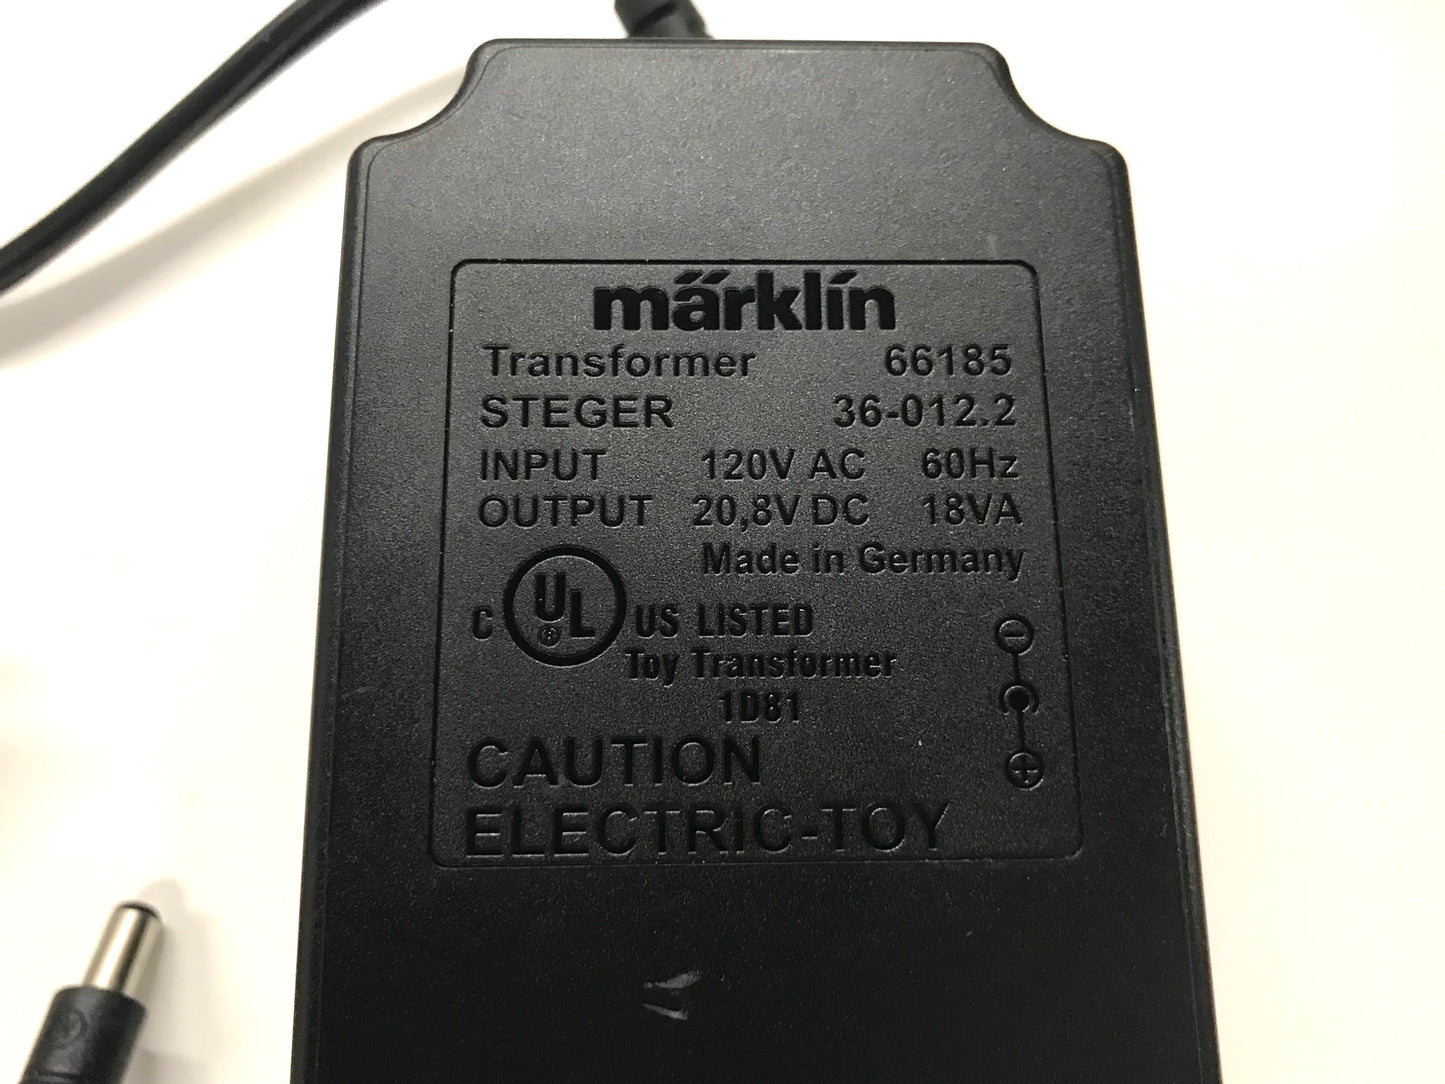 märklin
Transformer 66185
STEGER 36-012.2
INPUT 120V AC 60Hz
OUTPUT 20,8V DC 18VA
Made in Germany
C UL ® US LISTED
Toy Transformer
1D81
CAUTION
ELECTRIC-TOY